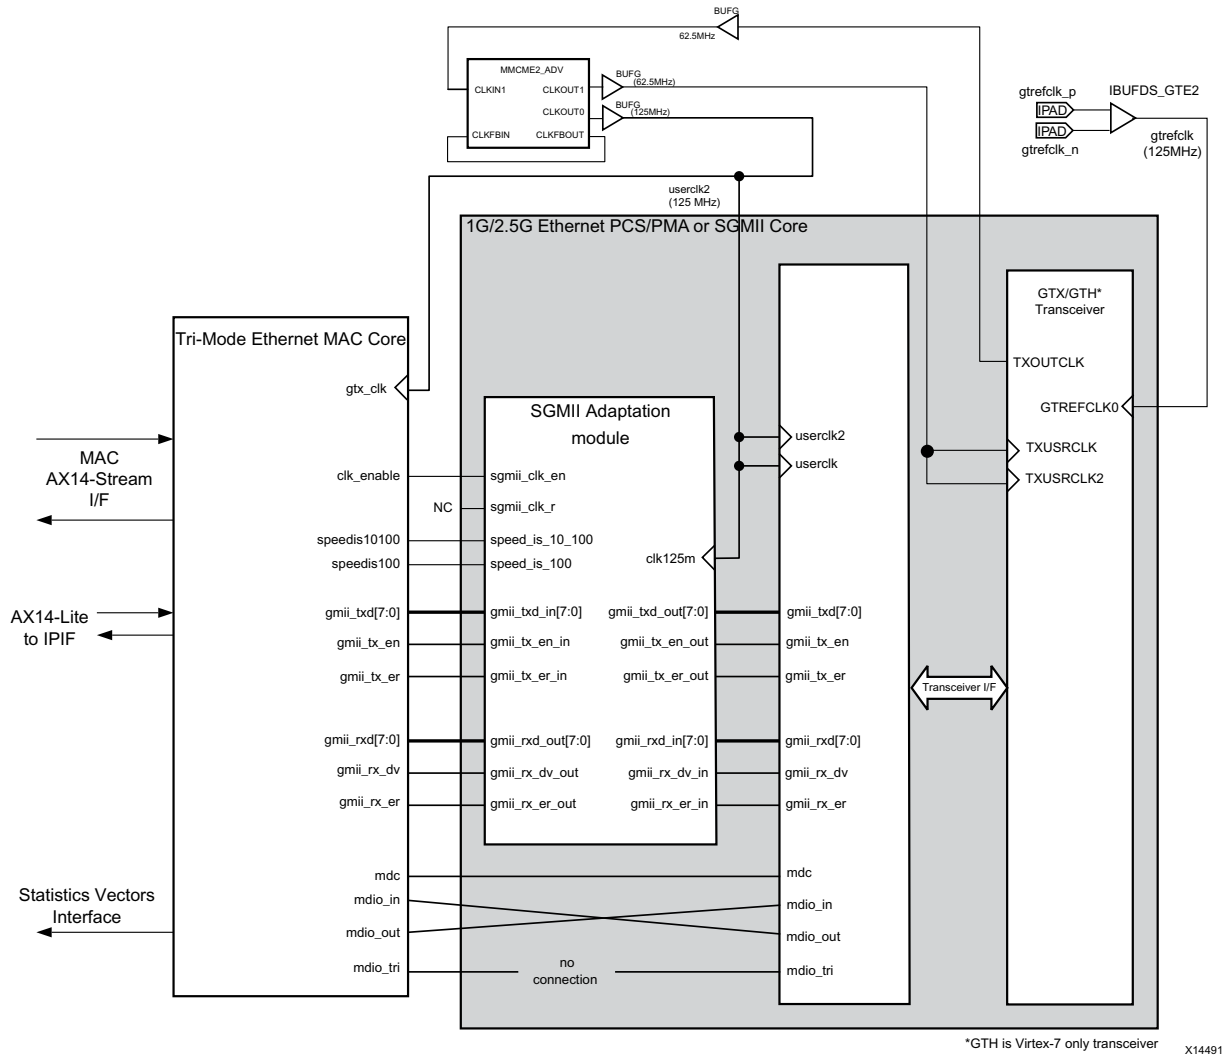 BUFG
62.5MHz
MMCME2_ADV
CLKIN1
CLKOUT1
CLKOUT0
CLKFBIN
CLKFBOUT
BUFG
(62.5MHz)
BUFG
(125MHz)
gtrefclk_p
IPAD
IPAD
gtrefclk_n
IBUFDS_GTE2
gtrefclk
(125MHz)
userclk2
(125 MHz)
1G/2.5G Ethernet PCS/PMA or SGMII Core
GTX/GTH*
Transceiver
TXOUTCLK
GTREFCLK0
TXUSRCLK
TXUSRCLK2
Tri-Mode Ethernet MAC Core
gtx_clk
clk_enable
NC
speedis10100
speedis100
gmii_txd[7:0]
gmii_tx_en
gmii_tx_er
gmii_rxd[7:0]
gmii_rx_dv
gmii_rx_er
mdc
mdio_in
mdio_out
mdio_tri
MAC
AX14-Stream
I/F
AX14-Lite
to IPIF
Statistics Vectors
Interface
SGMII Adaptation
module
sgmii_clk_en
sgmii_clk_r
speed_is_10_100
speed_is_100
clk125m
gmii_txd_in[7:0]
gmii_txd_out[7:0]
gmii_tx_en_in
gmii_tx_en_out
gmii_tx_er_in
gmii_tx_er_out
gmii_rxd_out[7:0]
gmii_rxd_in[7:0]
gmii_rx_dv_out
gmii_rx_dv_in
gmii_rx_er_out
gmii_rx_er_in
userclk2
userclk
gmii_txd[7:0]
gmii_tx_en
gmii_tx_er
gmii_rxd[7:0]
gmii_rx_dv
gmii_rx_er
mdc
mdio_in
mdio_out
mdio_tri
no
connection
Transceiver I/F
*GTH is Virtex-7 only transceiver
X14491